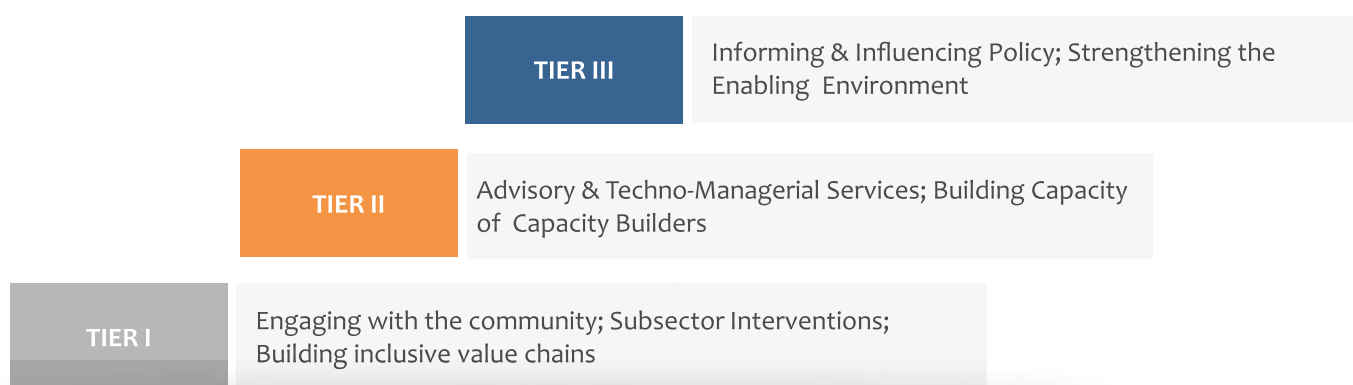 TIER III
Informing & Influencing Policy; Strengthening the
Enabling Environment
TIER II
Advisory & Techno-Managerial Services; Building Capacity
of Capacity Builders
TIER I
Engaging with the community; Subsector Interventions;
Building inclusive value chains